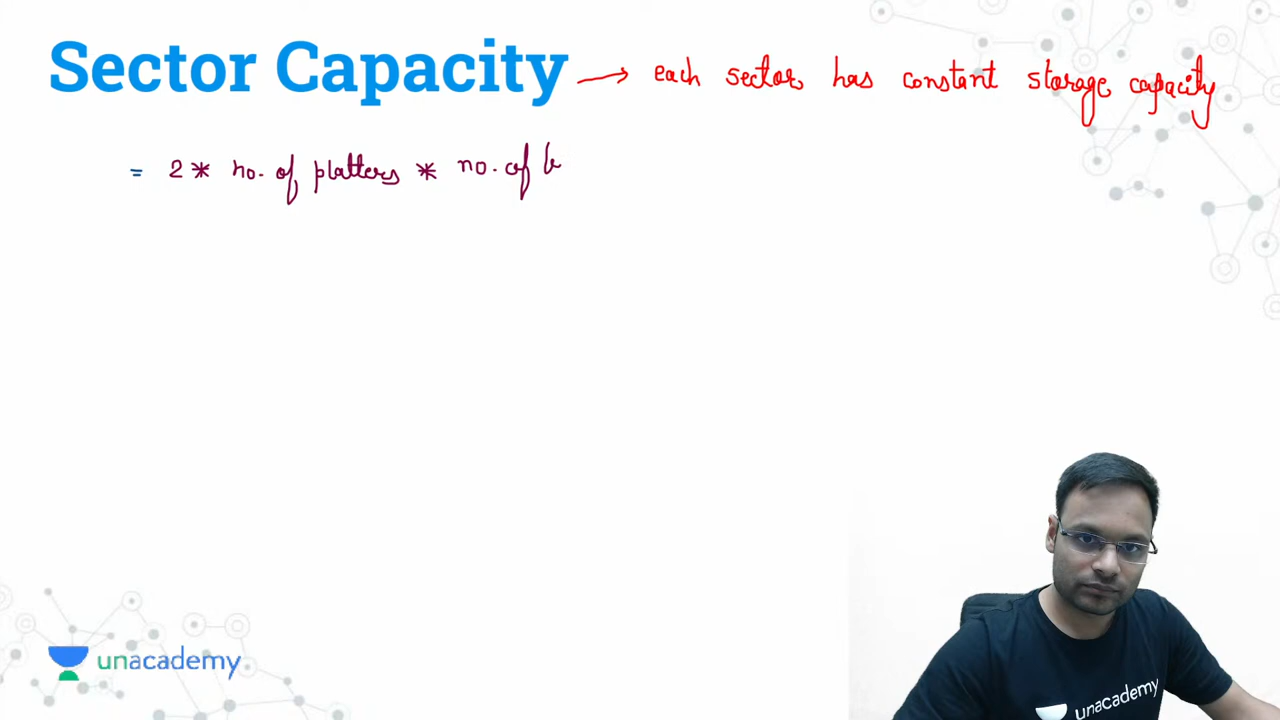 Sector Capacity → each sector has constant storage capacity
= 2 * no. of platters * no. of
unacademy
unacademy